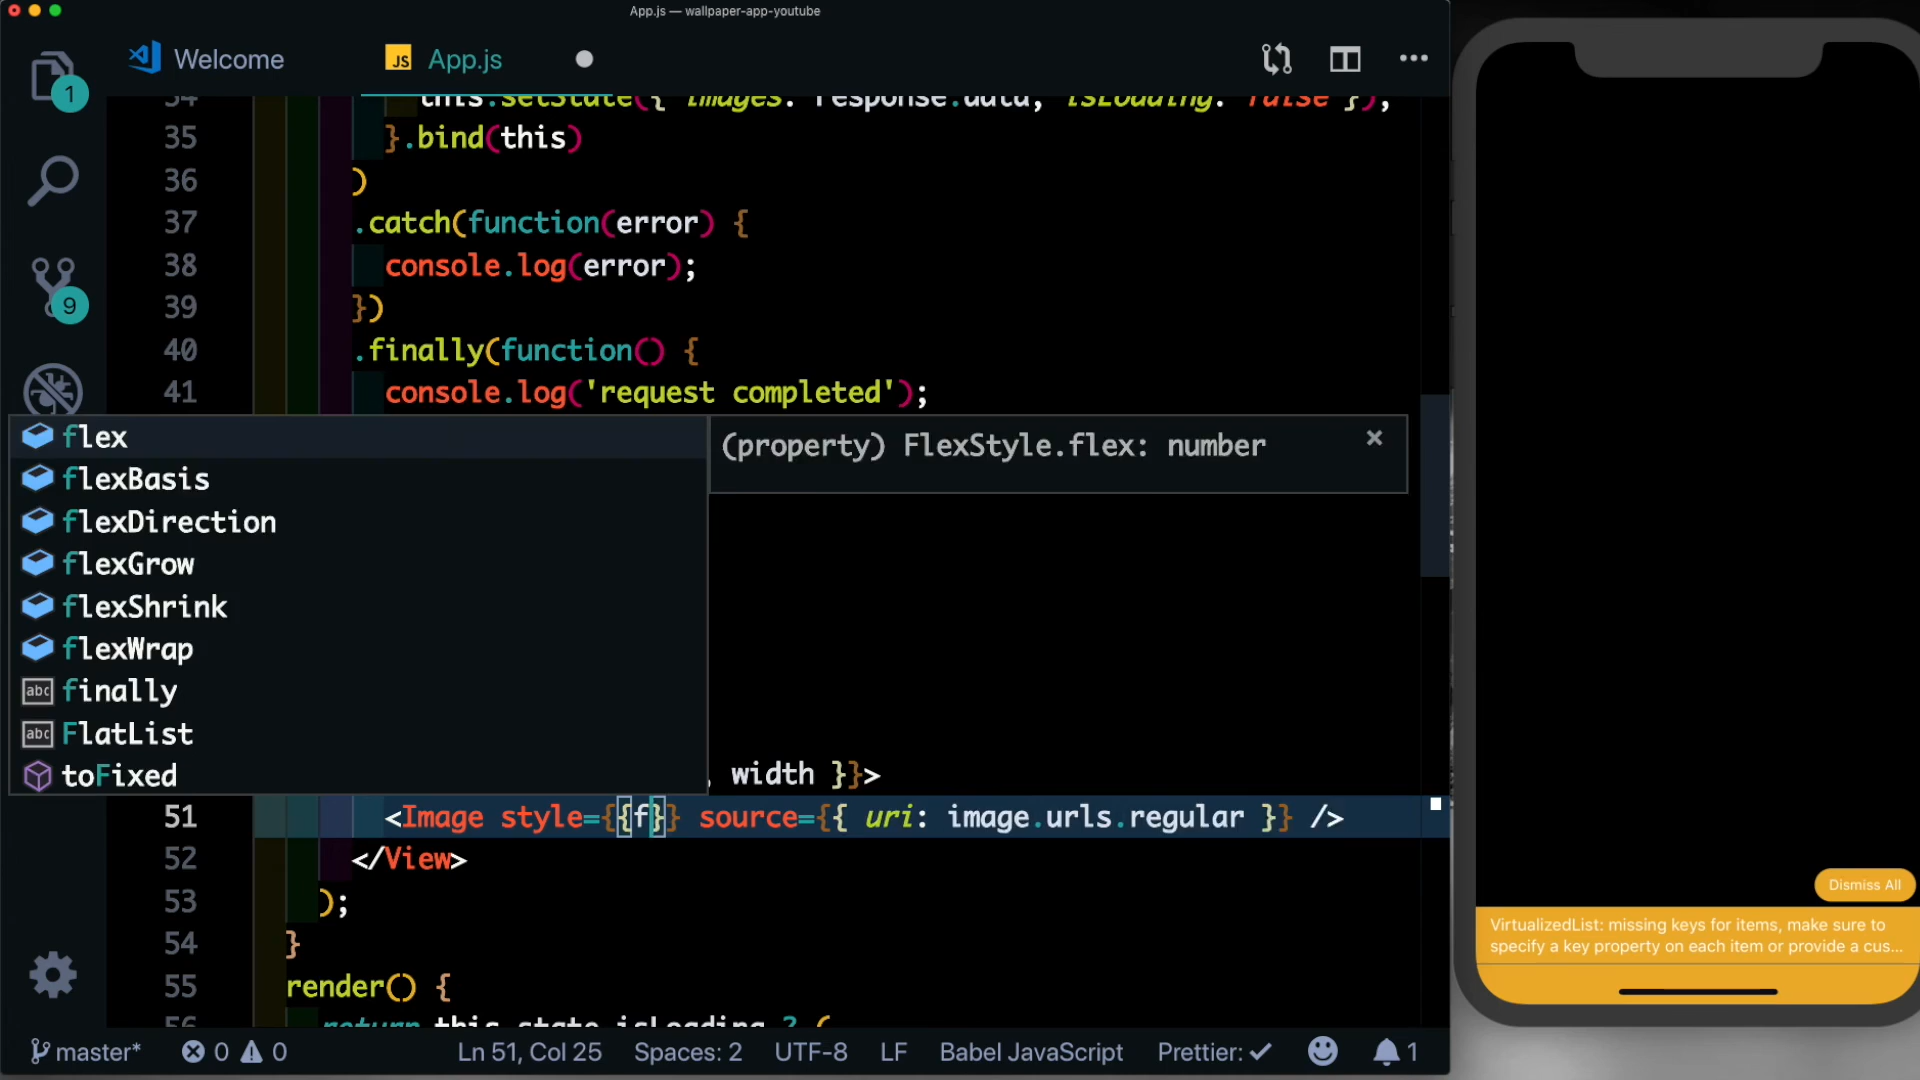 App.js — wallpaper-app-youtube
Welcome
JS App.js
1
34 this.setState({ images: response.data, isLoading: false });
35 }.bind(this)
36 )
37 .catch(function(error) {
38 console.log(error);
39 })
40 .finally(function() {
41 console.log('request completed');
9
flex
flexBasis
flexDirection
flexGrow
flexShrink
flexWrap
abc finally
abc FlatList
toFixed
(property) FlexStyle.flex: number ×
, width }}>
51 <Image style={{f}} source={{ uri: image.urls.regular }} />
52 </View>
53 );
54 }
55 render() {
56 return this.state.isLoading ? (
master* 0 0 Ln 51, Col 25 Spaces: 2 UTF-8 LF Babel JavaScript Prettier: ✓ 1
Dismiss All
VirtualizedList: missing keys for items, make sure to
specify a key property on each item or provide a cus...